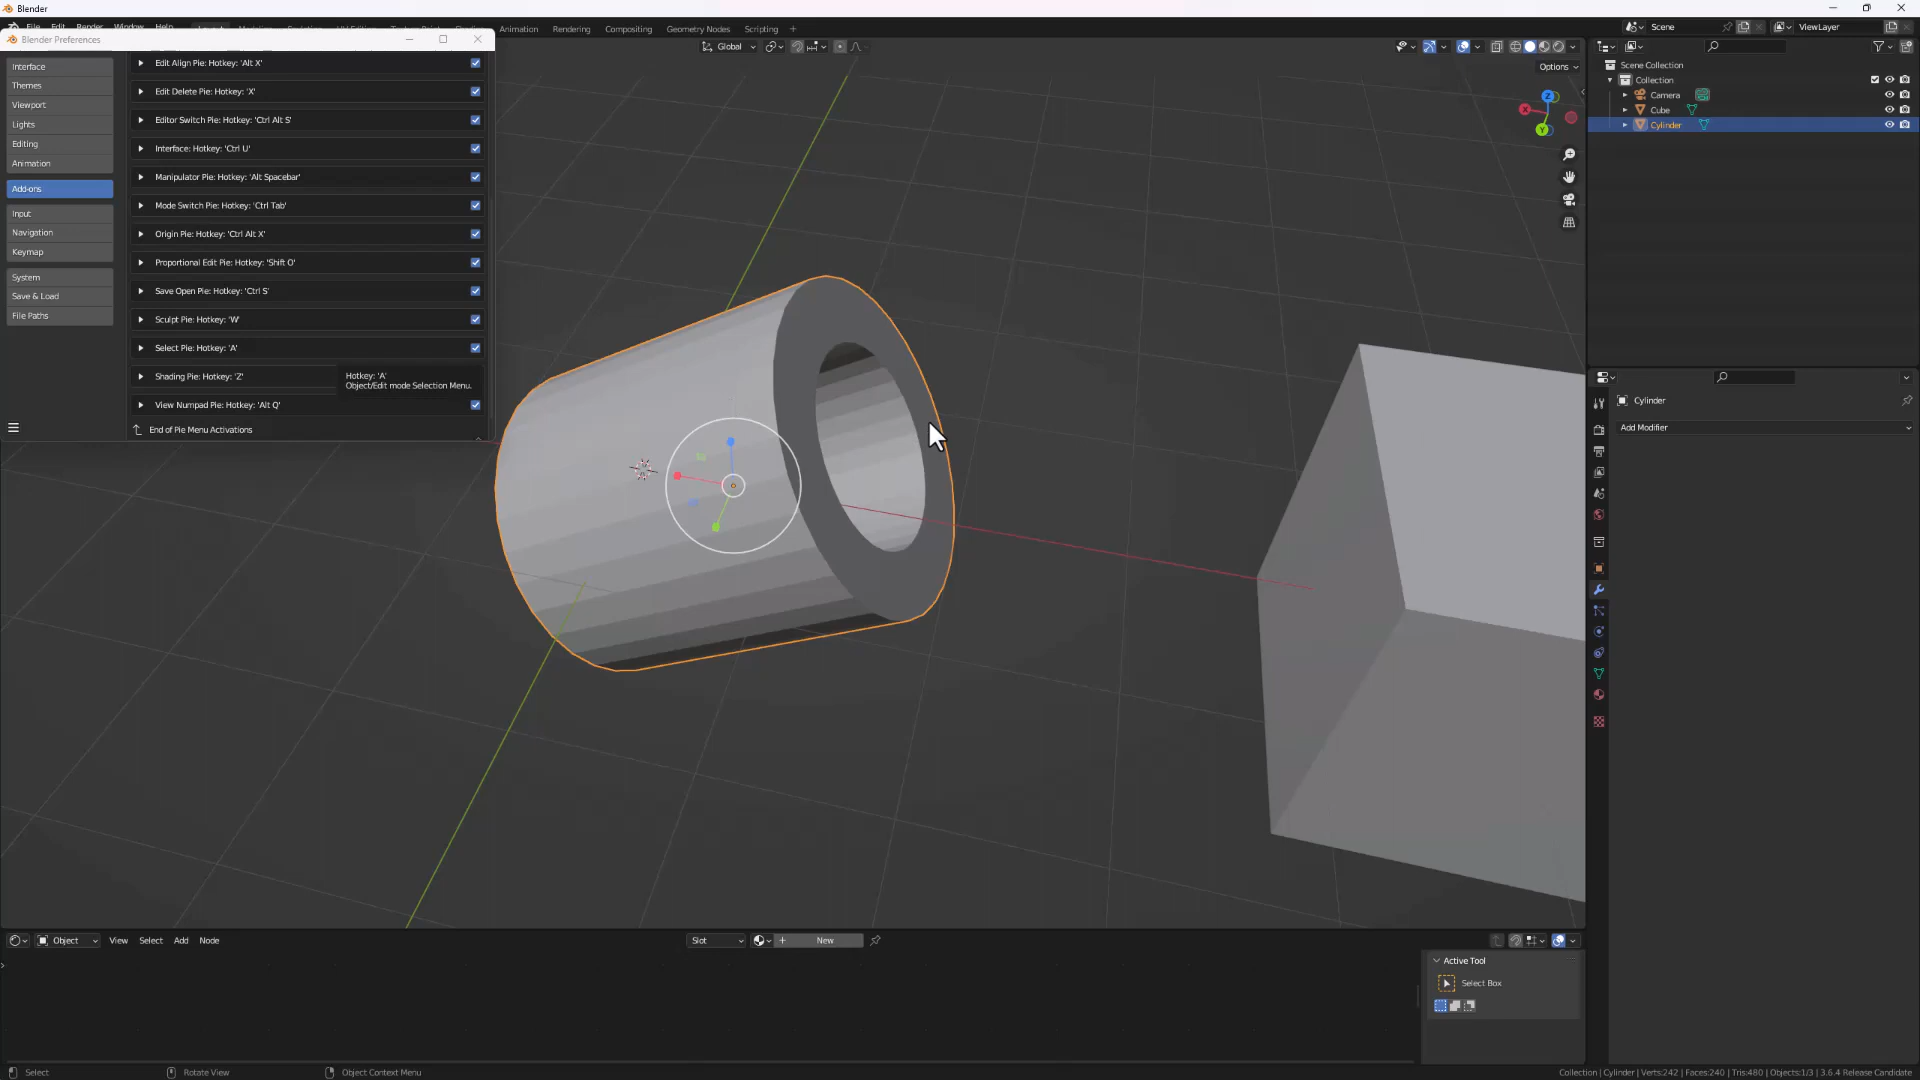 Blender
File Edit Render Window Help
Animation Rendering Compositing Geometry Nodes Scripting +
Scene
ViewLayer
Blender Preferences
Global
Options
Interface
Themes
Viewport
Lights
Editing
Animation
Add-ons
Input
Navigation
Keymap
System
Save & Load
File Paths
Edit Align Pie: Hotkey: 'Alt X'
Edit Delete Pie: Hotkey: 'X'
Editor Switch Pie: Hotkey: 'Ctrl Alt S'
Interface: Hotkey: 'Ctrl U'
Manipulator Pie: Hotkey: 'Alt Spacebar'
Mode Switch Pie: Hotkey: 'Ctrl Tab'
Origin Pie: Hotkey: 'Ctrl Alt X'
Proportional Edit Pie: Hotkey: 'Shift O'
Save Open Pie: Hotkey: 'Ctrl S'
Sculpt Pie: Hotkey: 'W'
Select Pie: Hotkey: 'A'
Shading Pie: Hotkey: 'Z'
Hotkey: 'A'
Object/Edit mode Selection Menu.
View Numpad Pie: Hotkey: 'Alt Q'
End of Pie Menu Activations
Z
X
Y
Scene Collection
Collection
Camera
Cube
Cylinder
Cylinder
Add Modifier
Object View Select Add Node
Slot
New
Active Tool
Select Box
Select
Rotate View
Object Context Menu
Collection | Cylinder | Verts:242 | Faces:240 | Tris:480 | Objects:1/3 | 3.6.4 Release Candidate